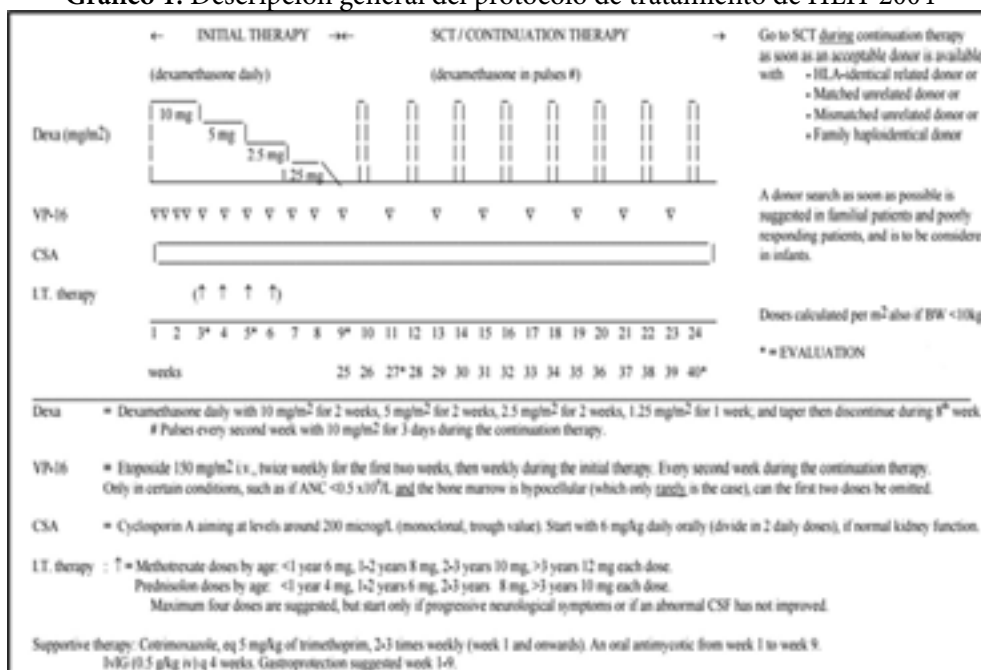 Gráfico 1. Descripción general del protocolo de tratamiento de HLH-2004
← INITIAL THERAPY →← SCT / CONTINUATION THERAPY →
(dexamethasone daily) (dexamethasone in pulses #)
Go to SCT during continuation therapy
as soon as an acceptable donor is available
with - HLA-identical related donor or
- Matched unrelated donor or
- Mismatched unrelated donor or
- Family haploidentical donor
Dexa (mg/m2)
10 mg
5 mg
2.5 mg
1.25 mg
A donor search as soon as possible is
suggested in familial patients and poorly
responding patients, and is to be considere
in infants.
VP-16
CSA
I.T. therapy (↑ ↑ ↑ ↑)
Doses calculated per m2 also if BW <10kg
1 2 3* 4 5* 6 7 8 9* 10 11 12 13 14 15 16 17 18 19 20 21 22 23 24
* = EVALUATION
weeks 25 26 27* 28 29 30 31 32 33 34 35 36 37 38 39 40*
Dexa = Dexamethasone daily with 10 mg/m2 for 2 weeks, 5 mg/m2 for 2 weeks, 2.5 mg/m2 for 2 weeks, 1.25 mg/m2 for 1 week, and taper then discontinue during 8th week
# Pulses every second week with 10 mg/m2 for 3 days during the continuation therapy.
VP-16 = Etoposide 150 mg/m2 i.v., twice weekly for the first two weeks, then weekly during the initial therapy. Every second week during the continuation therapy.
Only in certain conditions, such as if ANC <0.5 x10⁹/L and the bone marrow is hypocellular (which only rarely is the case), can the first two doses be omitted.
CSA = Cyclosporin A aiming at levels around 200 microg/L (monoclonal, trough value). Start with 6 mg/kg daily orally (divide in 2 daily doses), if normal kidney function.
I.T. therapy : ↑ = Methotrexate doses by age: <1 year 6 mg, 1-2 years 8 mg, 2-3 years 10 mg, >3 years 12 mg each dose.
Prednisolon doses by age: <1 year 4 mg, 1-2 years 6 mg, 2-3 years 8 mg, >3 years 10 mg each dose.
Maximum four doses are suggested, but start only if progressive neurological symptoms or if an abnormal CSF has not improved.
Supportive therapy: Cotrimoxazole, eq 5 mg/kg of trimethoprim, 2-3 times weekly (week 1 and onwards). An oral antimycotic from week 1 to week 9.
IvIG (0.5 g/kg iv) q 4 weeks. Gastroprotection suggested week 1-9.